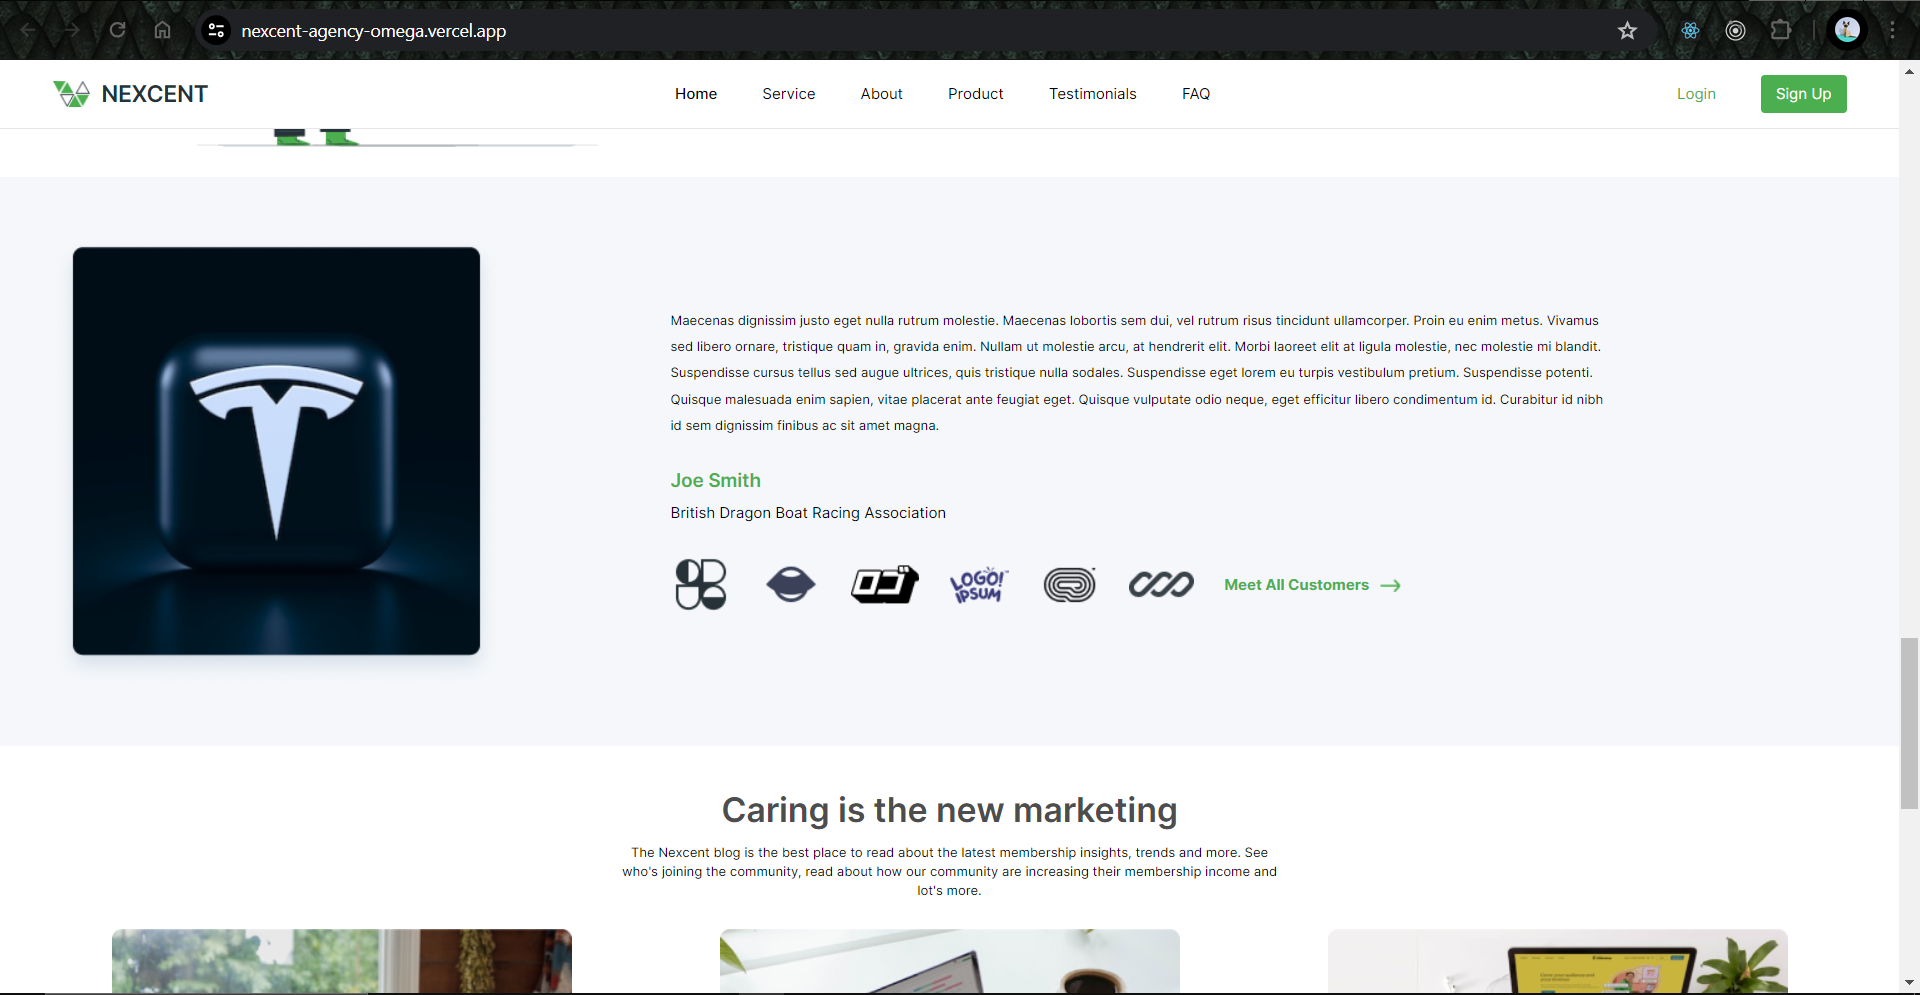 nexcent-agency-omega.vercel.app
NEXCENT
Home Service About Product Testimonials FAQ
Login Sign Up
Maecenas dignissim justo eget nulla rutrum molestie. Maecenas lobortis sem dui, vel rutrum risus tincidunt ullamcorper. Proin eu enim metus. Vivamus
sed libero ornare, tristique quam in, gravida enim. Nullam ut molestie arcu, at hendrerit elit. Morbi laoreet elit at ligula molestie, nec molestie mi blandit.
Suspendisse cursus tellus sed augue ultrices, quis tristique nulla sodales. Suspendisse eget lorem eu turpis vestibulum pretium. Suspendisse potenti.
Quisque malesuada enim sapien, vitae placerat ante feugiat eget. Quisque vulputate odio neque, eget efficitur libero condimentum id. Curabitur id nibh
id sem dignissim finibus ac sit amet magna.
Joe Smith
British Dragon Boat Racing Association
LOGO!
IPSUM
Meet All Customers
Caring is the new marketing
The Nexcent blog is the best place to read about the latest membership insights, trends and more. See
who's joining the community, read about how our community are increasing their membership income and
lot's more.